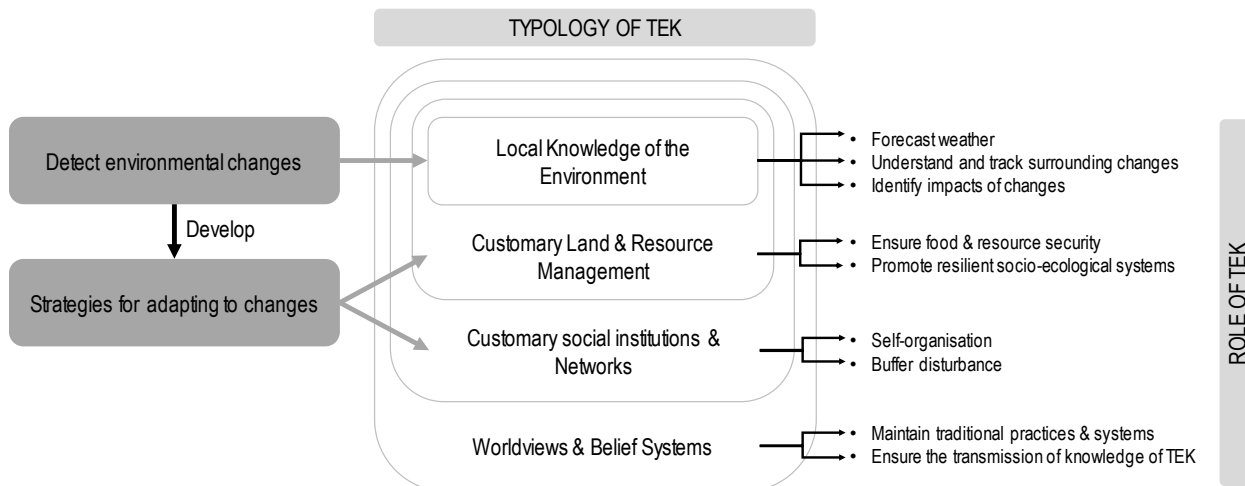 TYPOLOGY OF TEK
Detect environmental changes
Develop
Strategies for adapting to changes
Local Knowledge of the
Environment
Customary Land & Resource
Management
Customary social institutions &
Networks
Worldviews & Belief Systems
• Forecast weather
• Understand and track surrounding changes
• Identify impacts of changes
• Ensure food & resource security
• Promote resilient socio-ecological systems
• Self-organisation
• Buffer disturbance
• Maintain traditional practices & systems
• Ensure the transmission of knowledge of TEK
ROLE OF TEK